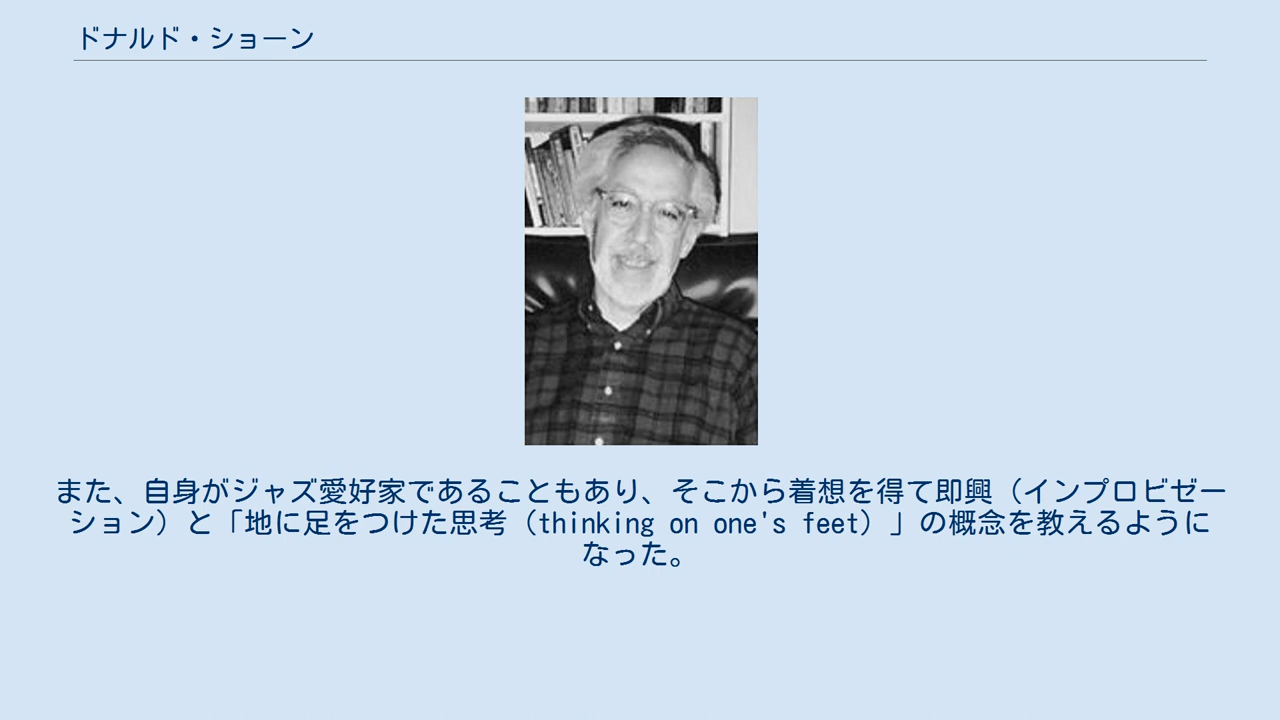 ドナルド・ショーン
また、自身がジャズ愛好家であることもあり、そこから着想を得て即興（インプロビゼー
ション）と「地に足をつけた思考（thinking on one's feet）」の概念を教えるように
なった。